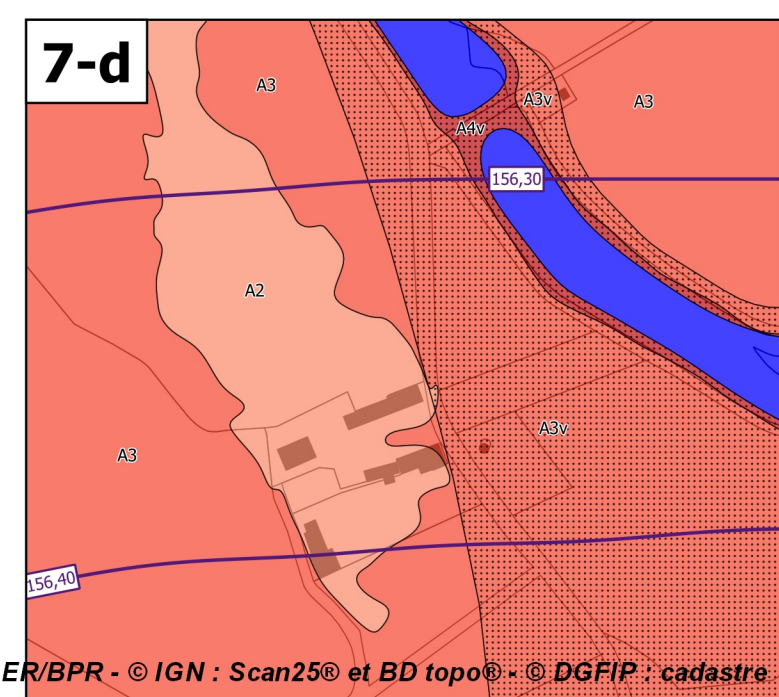 7-d
A3
A3v
A3
A4v
156,30
A2
A3v
A3
156,40
ER/BPR - © IGN : Scan25® et BD topo® - © DGFIP : cadastre